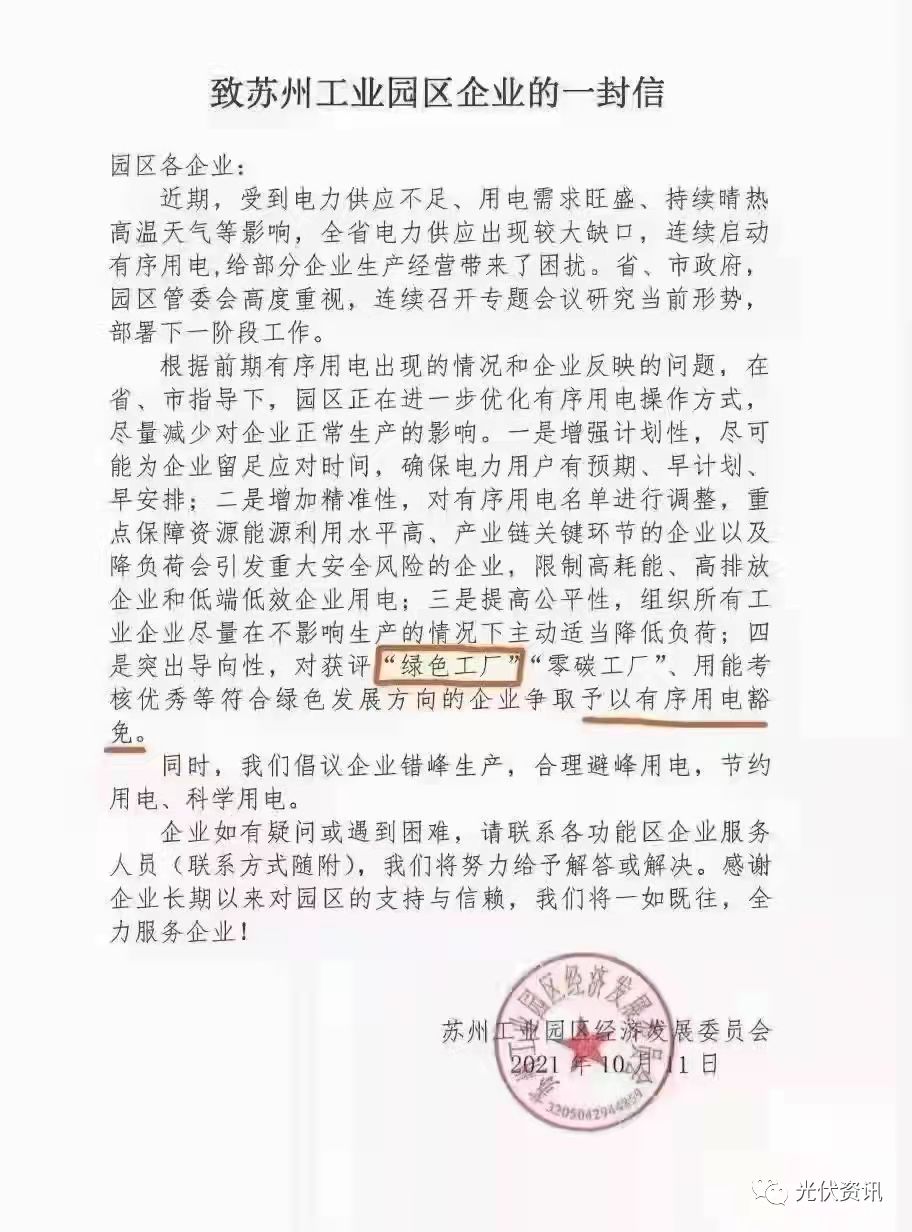 致苏州工业园区企业的一封信
园区各企业：
近期，受到电力供应不足、用电需求旺盛、持续晴热
高温天气等影响，全省电力供应出现较大缺口，连续启动
有序用电,给部分企业生产经营带来了困扰。省、市政府，
园区管委会高度重视，连续召开专题会议研究当前形势，
部署下一阶段工作。
根据前期有序用电出现的情况和企业反映的问题，在
省、市指导下，园区正在进一步优化有序用电操作方式，
尽量减少对企业正常生产的影响。一是增强计划性，尽可
能为企业留足应对时间，确保电力用户有预期、早计划、
早安排；二是增加精准性，对有序用电名单进行调整，重
点保障资源能源利用水平高、产业链关键环节的企业以及
降负荷会引发重大安全风险的企业，限制高耗能、高排放
企业和低端低效企业用电；三是提高公平性，组织所有工
业企业尽量在不影响生产的情况下主动适当降低负荷；四
是突出导向性，对获评“绿色工厂”“零碳工厂”、用能考
核优秀等符合绿色发展方向的企业争取予以有序用电豁
免。
同时，我们倡议企业错峰生产，合理避峰用电，节约
用电、科学用电。
企业如有疑问或遇到困难，请联系各功能区企业服务
人员（联系方式随附），我们将努力给予解答或解决。感谢
企业长期以来对园区的支持与信赖，我们将一如既往，全
力服务企业！
苏州工业园区经济发展委员会
2021年10月11日
苏州工业园区经济发展委员会
3205042944859
光伏资讯